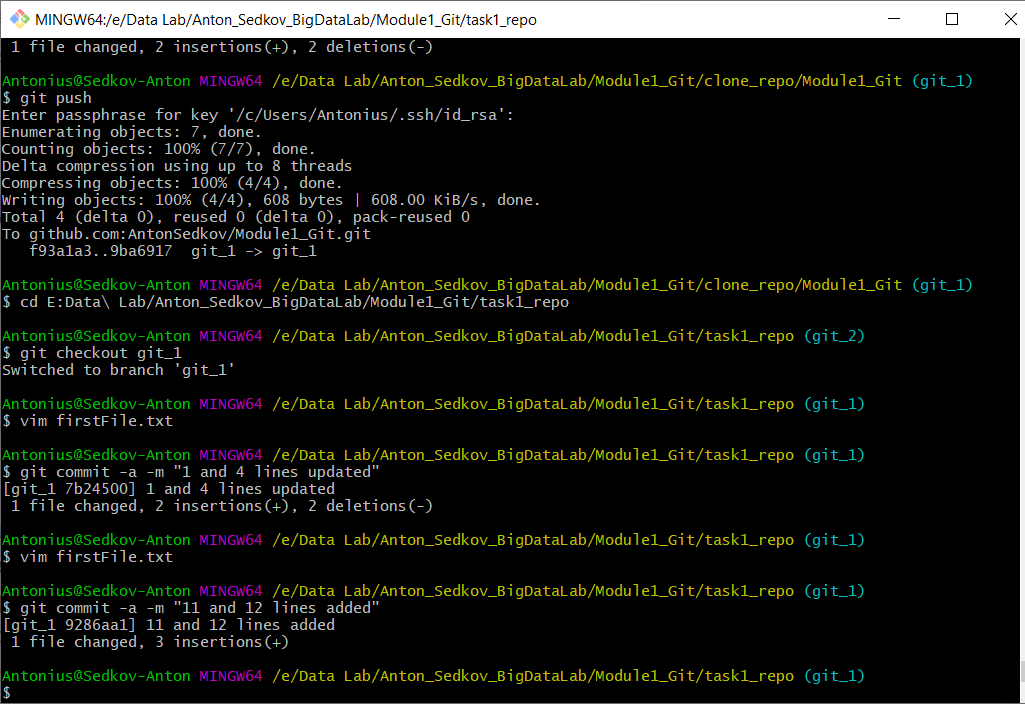 MINGW64:/e/Data Lab/Anton_Sedkov_BigDataLab/Module1_Git/task1_repo
1 file changed, 2 insertions(+), 2 deletions(-)
Antonius@Sedkov-Anton MINGW64 /e/Data Lab/Anton_Sedkov_BigDataLab/Module1_Git/clone_repo/Module1_Git (git_1)
$ git push
Enter passphrase for key '/c/Users/Antonius/.ssh/id_rsa':
Enumerating objects: 7, done.
Counting objects: 100% (7/7), done.
Delta compression using up to 8 threads
Compressing objects: 100% (4/4), done.
Writing objects: 100% (4/4), 608 bytes | 608.00 KiB/s, done.
Total 4 (delta 0), reused 0 (delta 0), pack-reused 0
To github.com:AntonSedkov/Module1_Git.git
f93a1a3..9ba6917 git_1 -> git_1
Antonius@Sedkov-Anton MINGW64 /e/Data Lab/Anton_Sedkov_BigDataLab/Module1_Git/clone_repo/Module1_Git (git_1)
$ cd E:Data\ Lab/Anton_Sedkov_BigDataLab/Module1_Git/task1_repo
Antonius@Sedkov-Anton MINGW64 /e/Data Lab/Anton_Sedkov_BigDataLab/Module1_Git/task1_repo (git_2)
$ git checkout git_1
Switched to branch 'git_1'
Antonius@Sedkov-Anton MINGW64 /e/Data Lab/Anton_Sedkov_BigDataLab/Module1_Git/task1_repo (git_1)
$ vim firstFile.txt
Antonius@Sedkov-Anton MINGW64 /e/Data Lab/Anton_Sedkov_BigDataLab/Module1_Git/task1_repo (git_1)
$ git commit -a -m "1 and 4 lines updated"
[git_1 7b24500] 1 and 4 lines updated
1 file changed, 2 insertions(+), 2 deletions(-)
Antonius@Sedkov-Anton MINGW64 /e/Data Lab/Anton_Sedkov_BigDataLab/Module1_Git/task1_repo (git_1)
$ vim firstFile.txt
Antonius@Sedkov-Anton MINGW64 /e/Data Lab/Anton_Sedkov_BigDataLab/Module1_Git/task1_repo (git_1)
$ git commit -a -m "11 and 12 lines added"
[git_1 9286aa1] 11 and 12 lines added
1 file changed, 3 insertions(+)
Antonius@Sedkov-Anton MINGW64 /e/Data Lab/Anton_Sedkov_BigDataLab/Module1_Git/task1_repo (git_1)
$